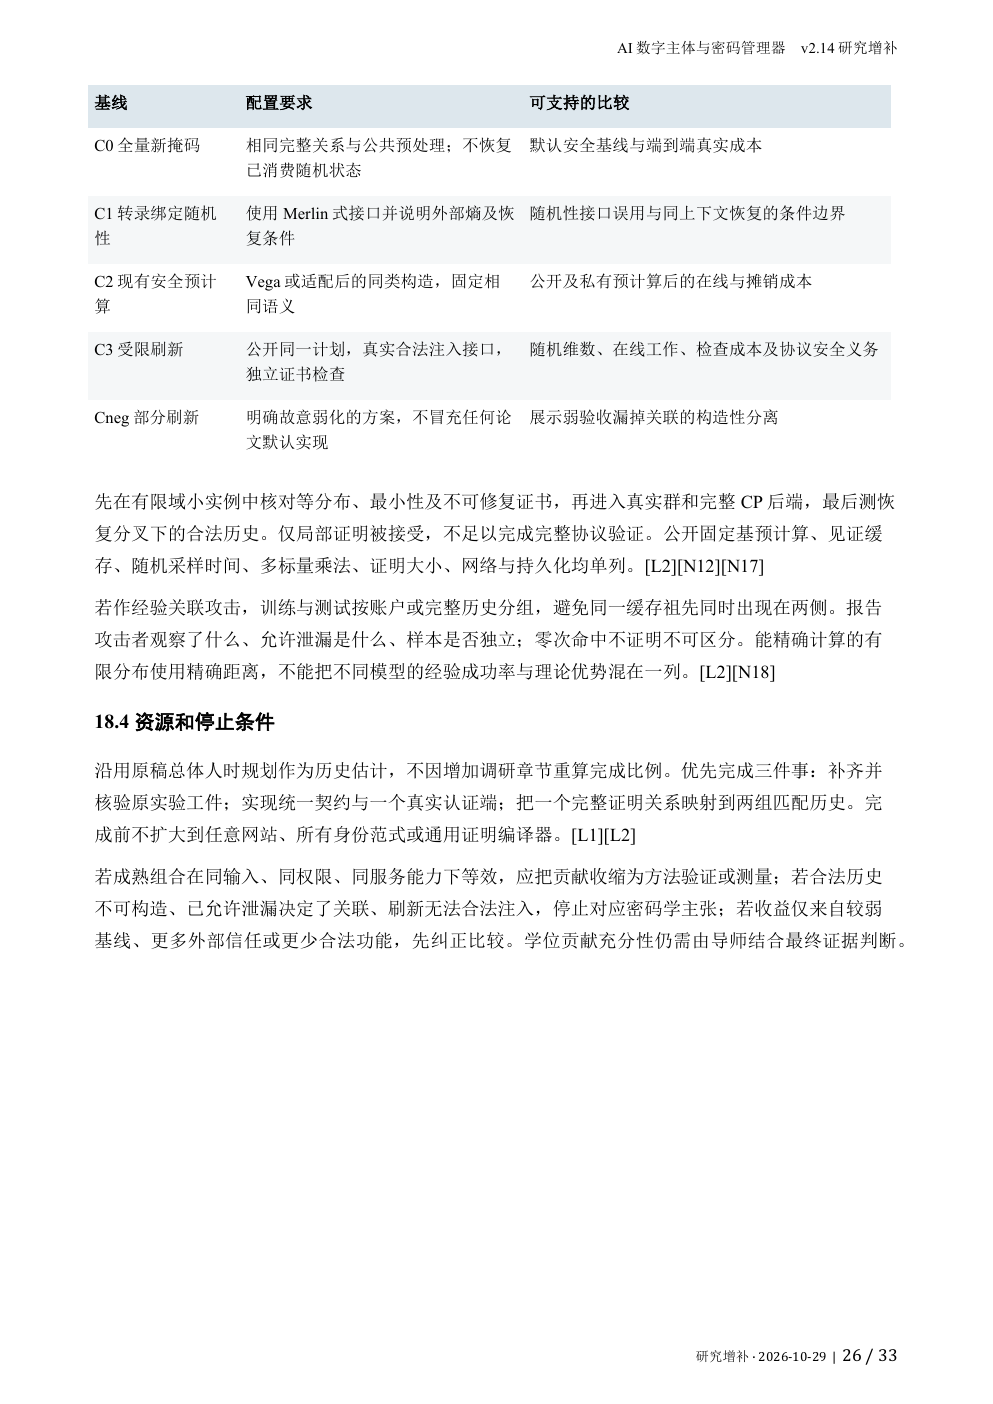 AI 数字主体与密码管理器 v2.14 研究增补
基线 配置要求 可支持的比较
C0 全量新掩码 相同完整关系与公共预处理；不恢复 默认安全基线与端到端真实成本
已消费随机状态
C1 转录绑定随机 使用 Merlin 式接口并说明外部熵及恢 随机性接口误用与同上下文恢复的条件边界
性 复条件
C2 现有安全预计 Vega 或适配后的同类构造，固定相 公开及私有预计算后的在线与摊销成本
算 同语义
C3 受限刷新 公开同一计划，真实合法注入接口， 随机维数、在线工作、检查成本及协议安全义务
独立证书检查
Cneg 部分刷新 明确故意弱化的方案，不冒充任何论 展示弱验收漏掉关联的构造性分离
文默认实现
先在有限域小实例中核对等分布、最小性及不可修复证书，再进入真实群和完整 CP 后端，最后测恢
复分叉下的合法历史。仅局部证明被接受，不足以完成完整协议验证。公开固定基预计算、见证缓
存、随机采样时间、多标量乘法、证明大小、网络与持久化均单列。[L2][N12][N17]
若作经验关联攻击，训练与测试按账户或完整历史分组，避免同一缓存祖先同时出现在两侧。报告
攻击者观察了什么、允许泄漏是什么、样本是否独立；零次命中不证明不可区分。能精确计算的有
限分布使用精确距离，不能把不同模型的经验成功率与理论优势混在一列。[L2][N18]
18.4 资源和停止条件
沿用原稿总体人时规划作为历史估计，不因增加调研章节重算完成比例。优先完成三件事：补齐并
核验原实验工件；实现统一契约与一个真实认证端；把一个完整证明关系映射到两组匹配历史。完
成前不扩大到任意网站、所有身份范式或通用证明编译器。[L1][L2]
若成熟组合在同输入、同权限、同服务能力下等效，应把贡献收缩为方法验证或测量；若合法历史
不可构造、已允许泄漏决定了关联、刷新无法合法注入，停止对应密码学主张；若收益仅来自较弱
基线、更多外部信任或更少合法功能，先纠正比较。学位贡献充分性仍需由导师结合最终证据判断。
研究增补 · 2026-10-29 | 26 / 33